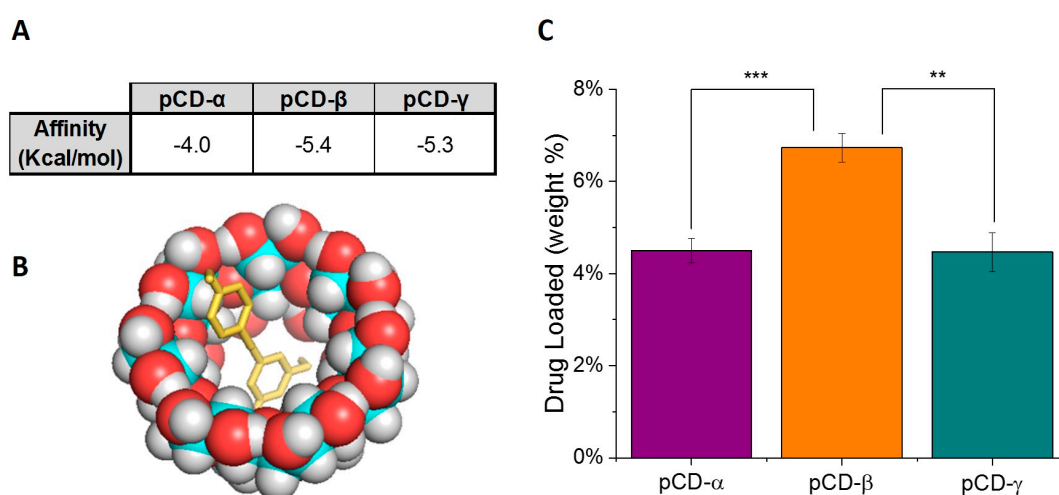 A
pCD-α pCD-β pCD-γ
Affinity
(Kcal/mol) -4.0 -5.4 -5.3
B
C
Drug Loaded (weight %)
8%
6%
4%
2%
0%
*** **
pCD-α pCD-β pCD-γ